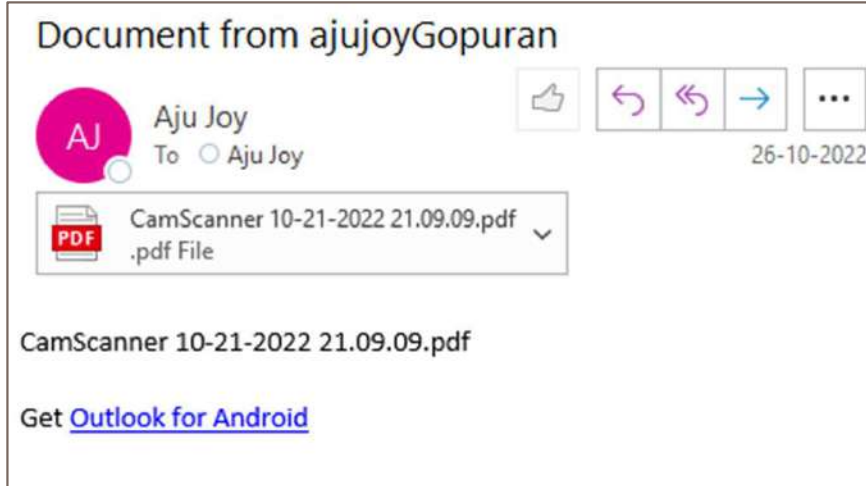 Document from ajujoyGopuran
AJ
Aju Joy
To Aju Joy
26-10-2022
PDF
CamScanner 10-21-2022 21.09.09.pdf
.pdf File
CamScanner 10-21-2022 21.09.09.pdf
Get Outlook for Android